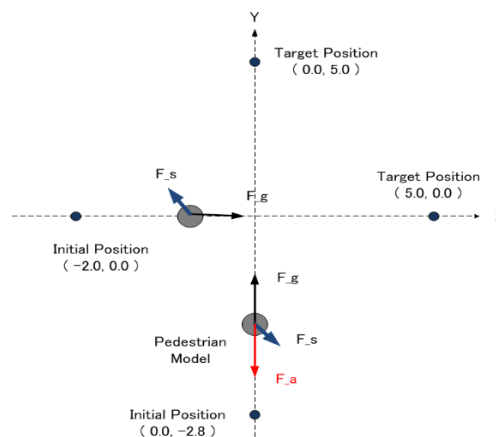 Y
Target Position
( 0.0, 5.0 )
F_s
Target Position
( 5.0, 0.0 )
F_g
Initial Position
( -2.0, 0.0 )
F_g
Pedestrian
Model
F_s
F_a
Initial Position
( 0.0, -2.8 )